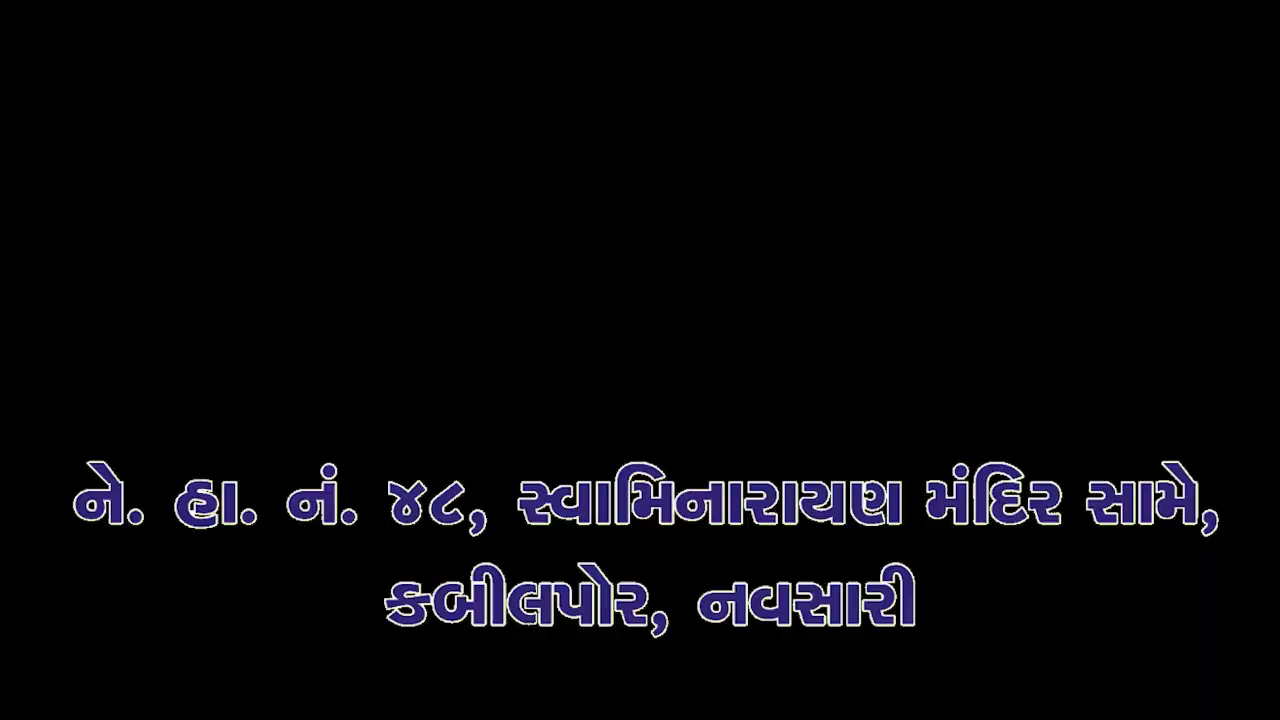 ને. હા. નં. ૪૮, સ્વામિનારાયણ મંદિર સામે,
કબીલપોર, નવસારી